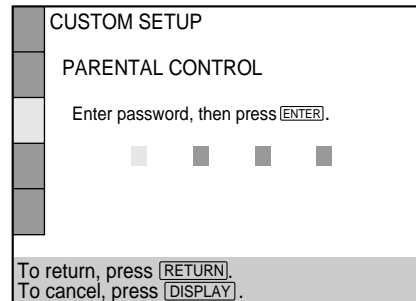 CUSTOM SETUP
PARENTAL CONTROL
Enter password, then press ENTER.
To return, press RETURN.
To cancel, press DISPLAY.